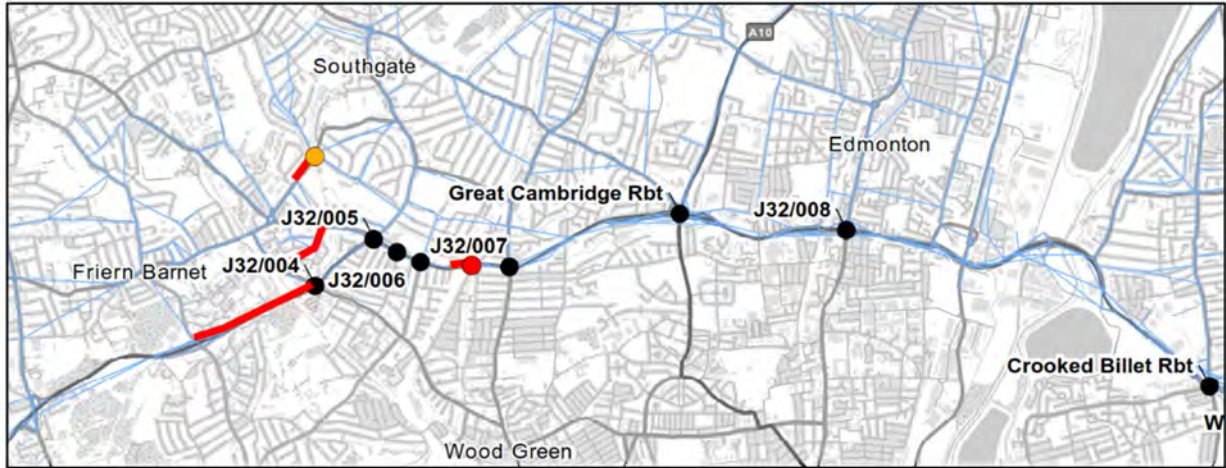 A10
Southgate
Edmonton
Great Cambridge Rbt
J32/005
J32/008
J32/007
Friern Barnet
J32/004
J32/006
Crooked Billet Rbt
W
Wood Green